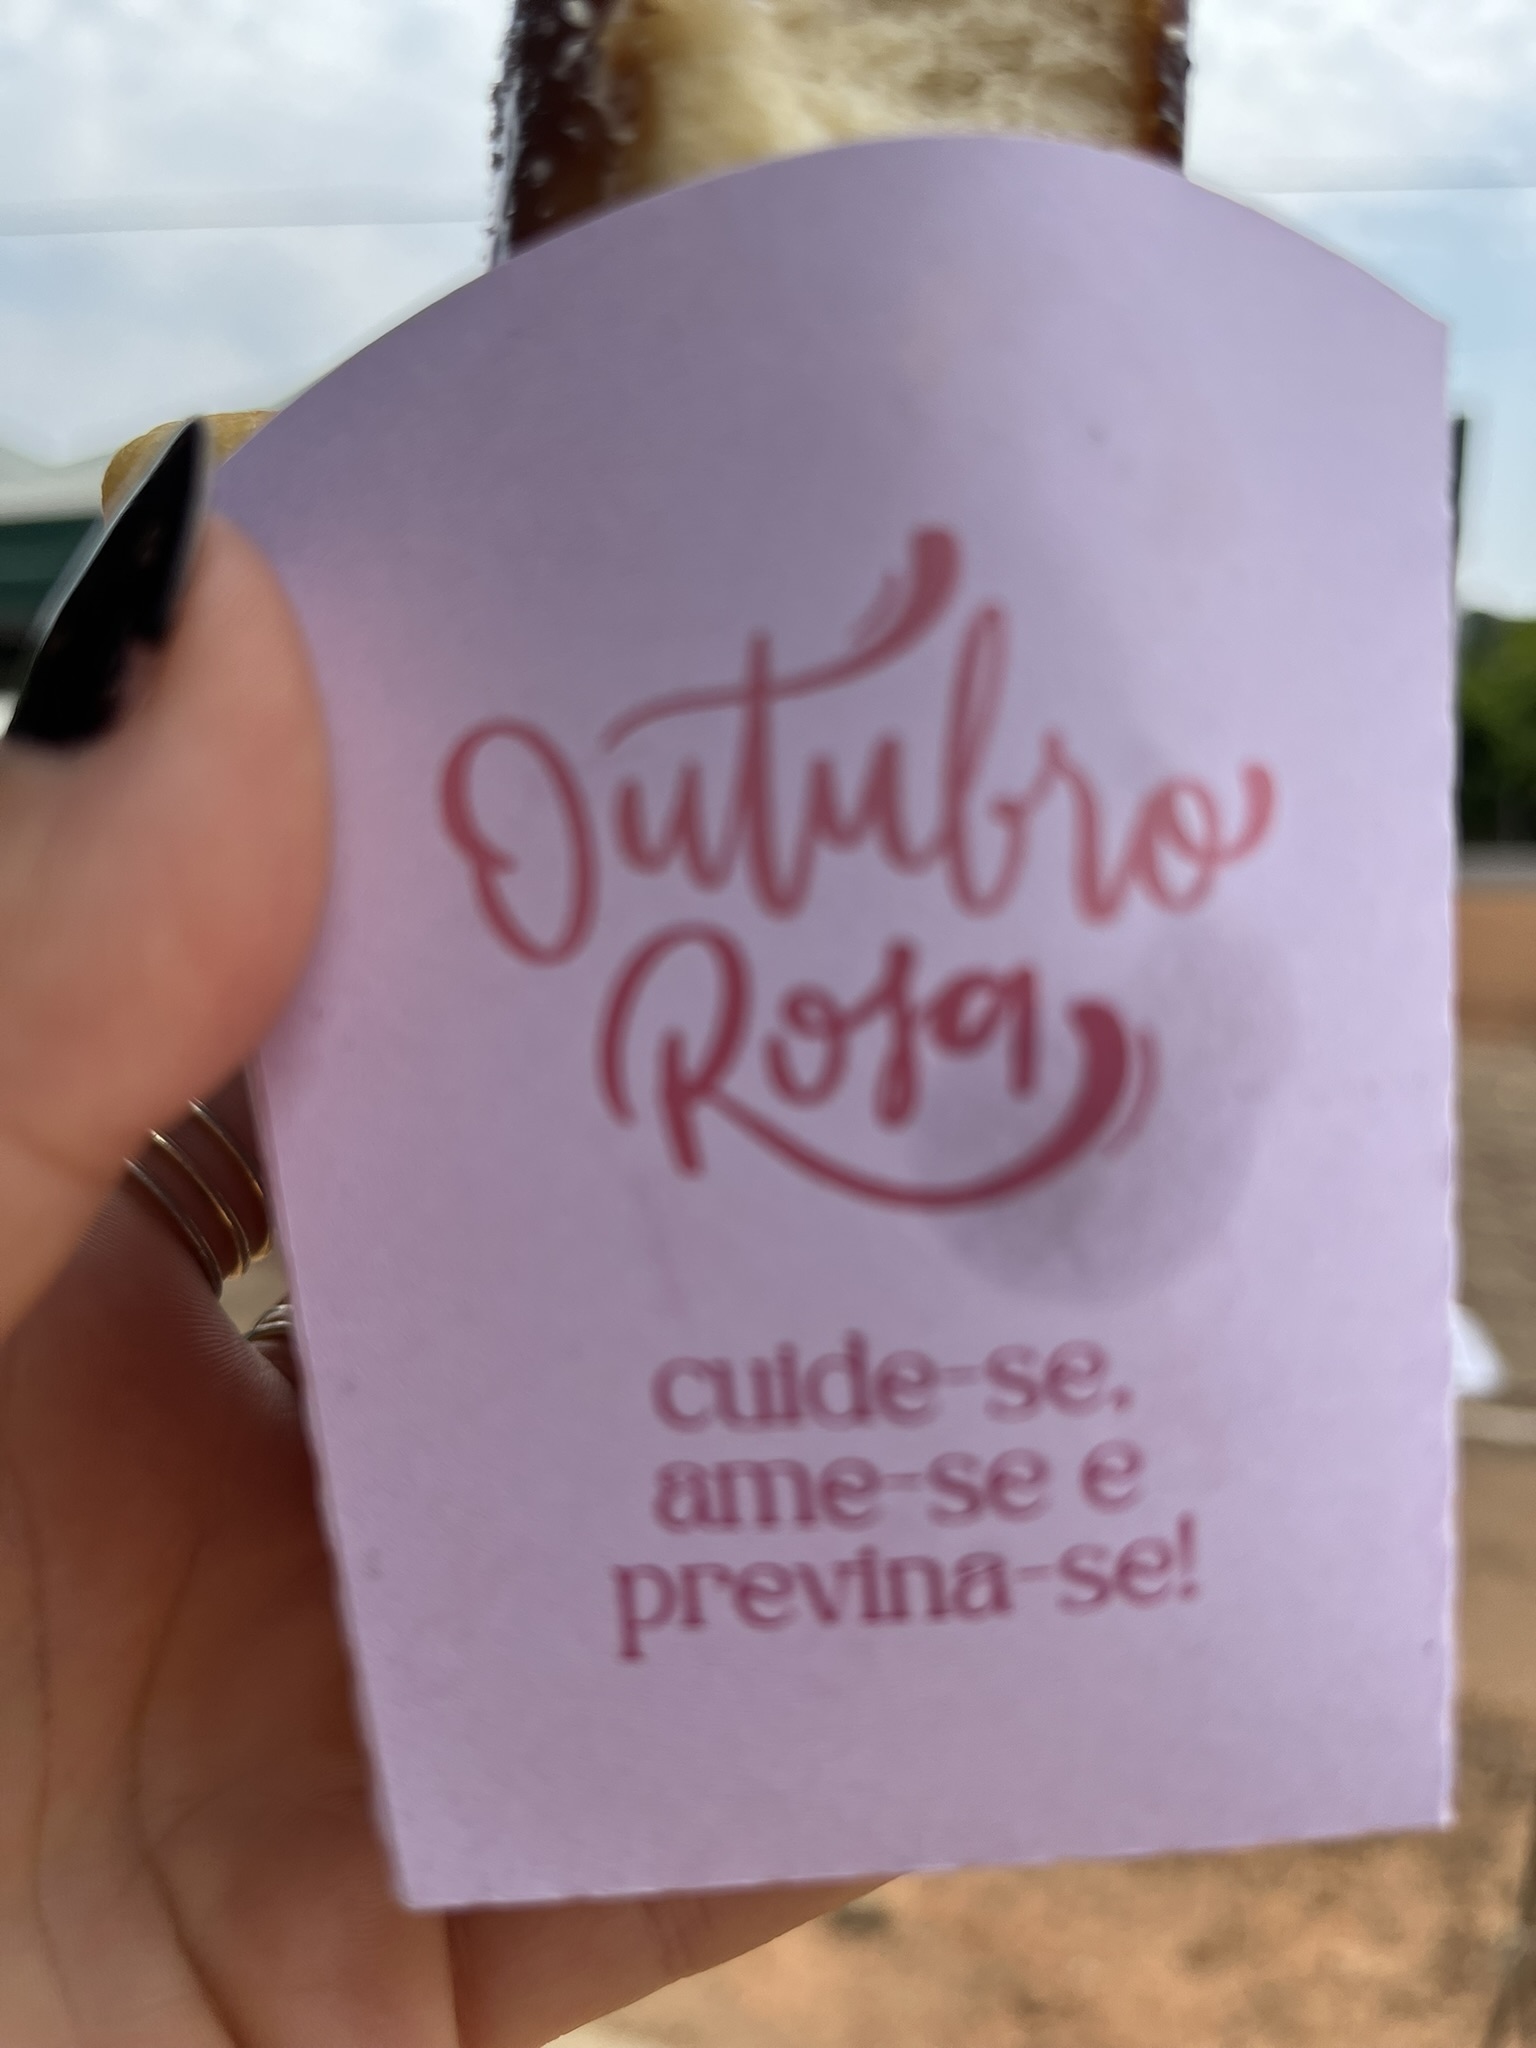 Outubro
Rosa
cuide-se,
ame-se e
previna-se!